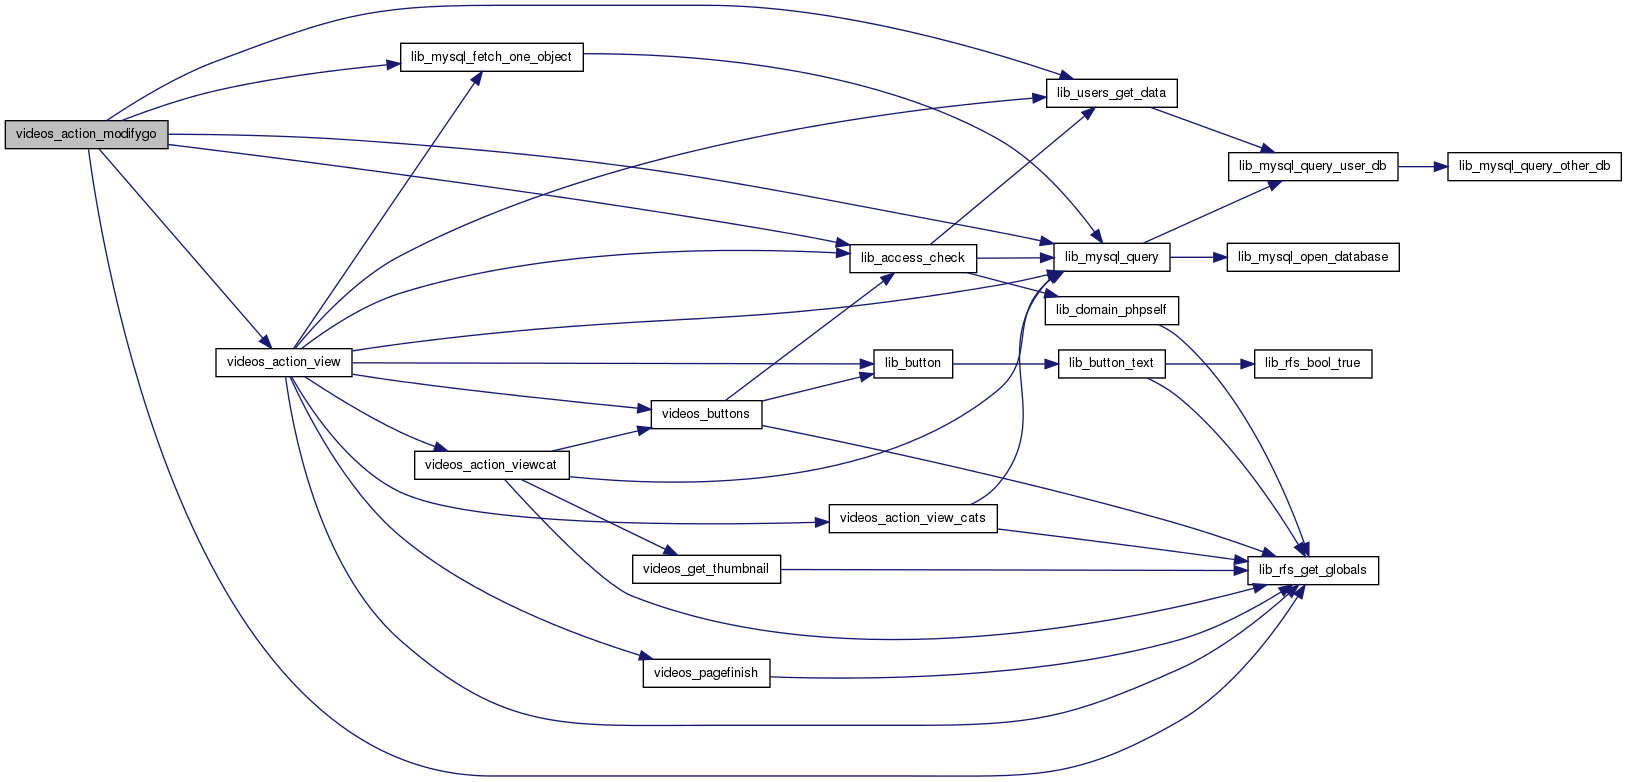 lib_mysql_fetch_one_object
lib_users_get_data
videos_action_modifygo
lib_mysql_query_user_db
lib_mysql_query_other_db
lib_access_check
lib_mysql_query
lib_mysql_open_database
lib_domain_phpself
videos_action_view
lib_button
lib_button_text
lib_rfs_bool_true
videos_buttons
videos_action_viewcat
videos_action_view_cats
videos_get_thumbnail
lib_rfs_get_globals
videos_pagefinish